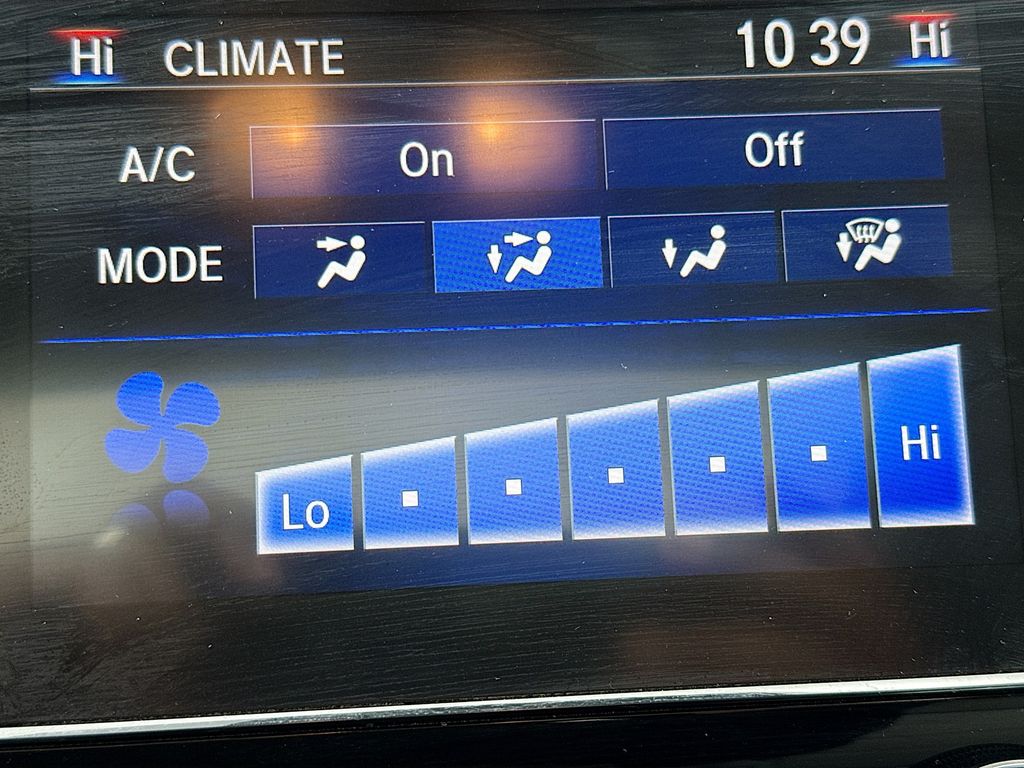 Hi CLIMATE 10 39 Hi
A/C On Off
MODE
Lo Hi